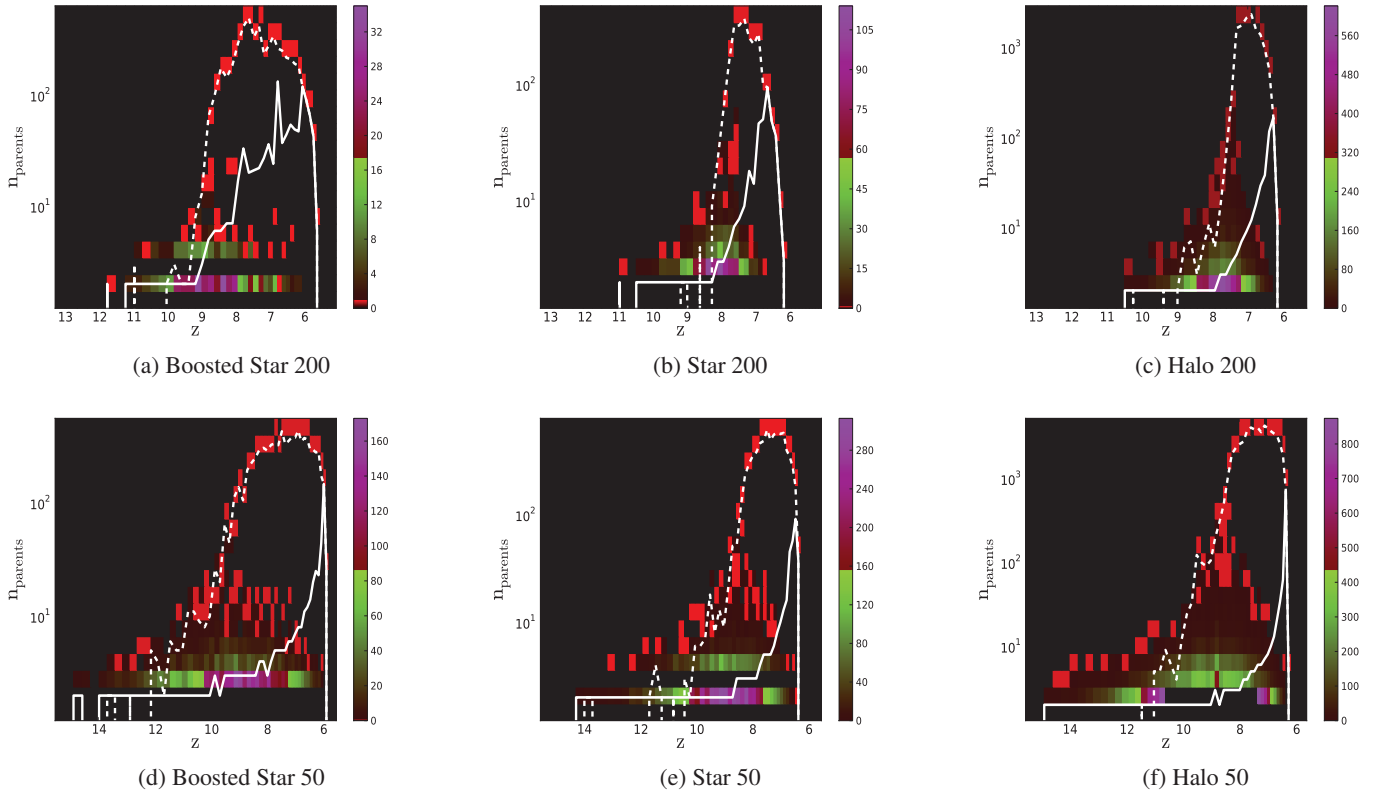 32
28
24
20
16
12
8
4
0
10²
10¹
n_parents
13 12 11 10 9 8 7 6
z
(a) Boosted Star 200
105
90
75
60
45
30
15
0
10²
10¹
n_parents
13 12 11 10 9 8 7 6
z
(b) Star 200
560
480
400
320
240
160
80
0
10³
10²
10¹
n_parents
13 12 11 10 9 8 7 6
z
(c) Halo 200
160
140
120
100
80
60
40
20
0
10²
10¹
n_parents
14 12 10 8 6
z
(d) Boosted Star 50
280
240
200
160
120
80
40
0
10²
10¹
n_parents
14 12 10 8 6
z
(e) Star 50
800
700
600
500
400
300
200
100
0
10³
10²
10¹
n_parents
14 12 10 8 6
z
(f) Halo 50